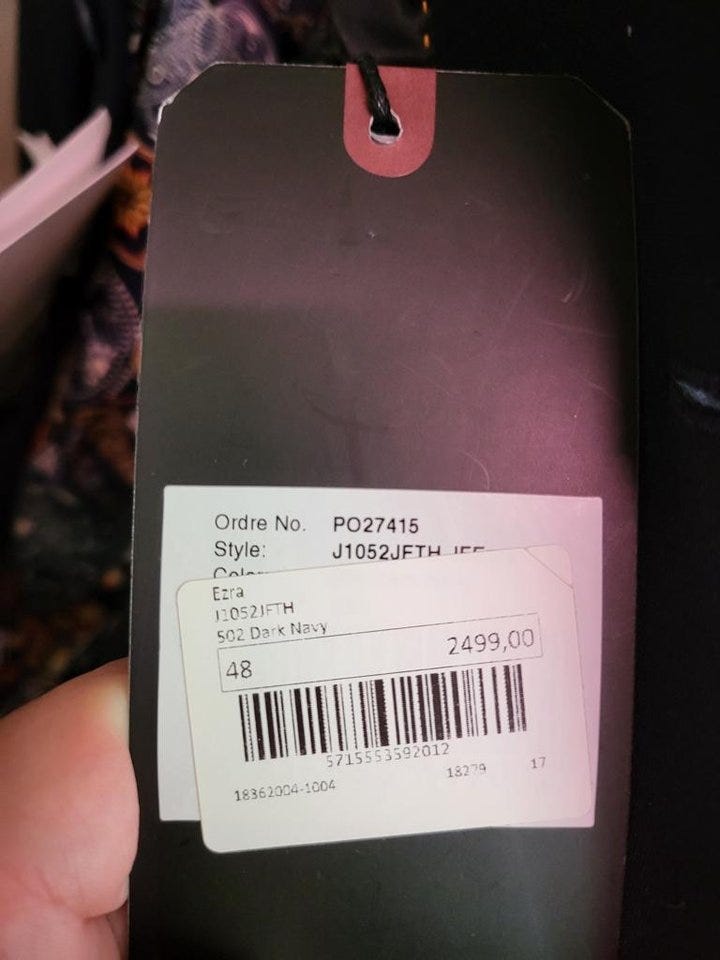 Ordre No. PO27415
Style: J1052JFTH
Ezra
J1052JFTH
502 Dark Navy
48 2499,00
5715553592012
18362004-1004 18279 17